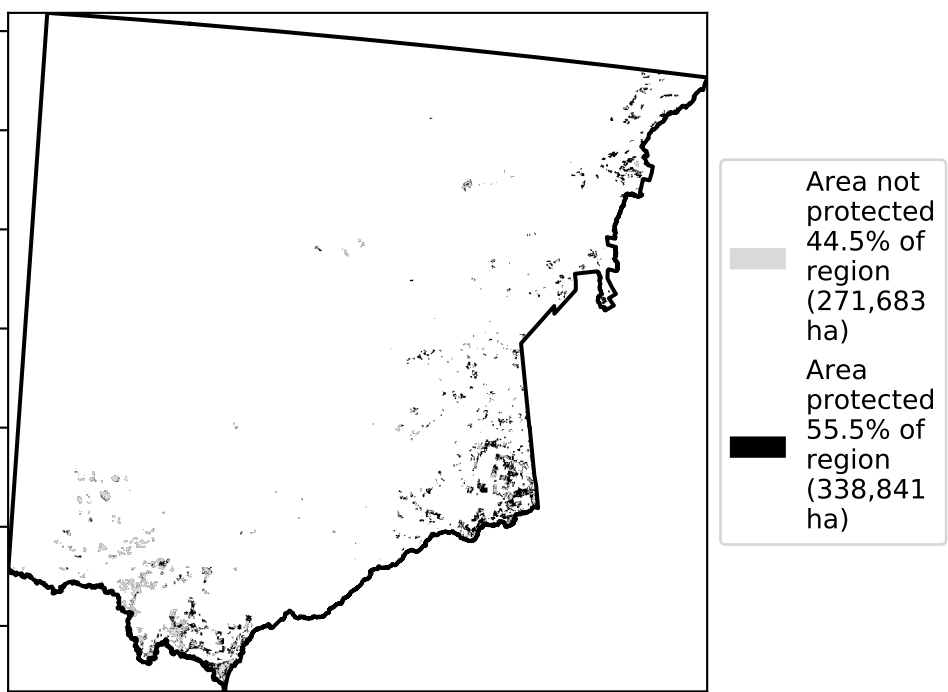 Area not
protected
44.5% of
region
(271,683
ha)
Area
protected
55.5% of
region
(338,841
ha)